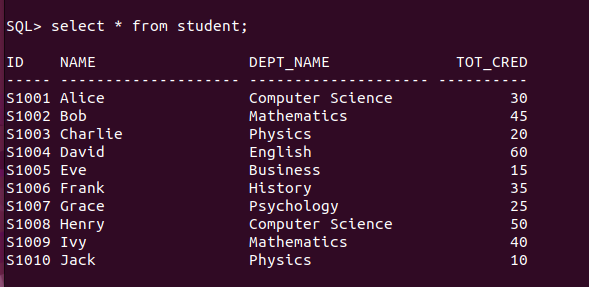 SQL> select * from student;
ID    NAME                 DEPT_NAME              TOT_CRED
----- -------------------- -------------------- ----------
S1001 Alice                Computer Science             30
S1002 Bob                  Mathematics                  45
S1003 Charlie              Physics                      20
S1004 David                English                      60
S1005 Eve                  Business                     15
S1006 Frank                History                      35
S1007 Grace                Psychology                   25
S1008 Henry                Computer Science             50
S1009 Ivy                  Mathematics                  40
S1010 Jack                 Physics                      10